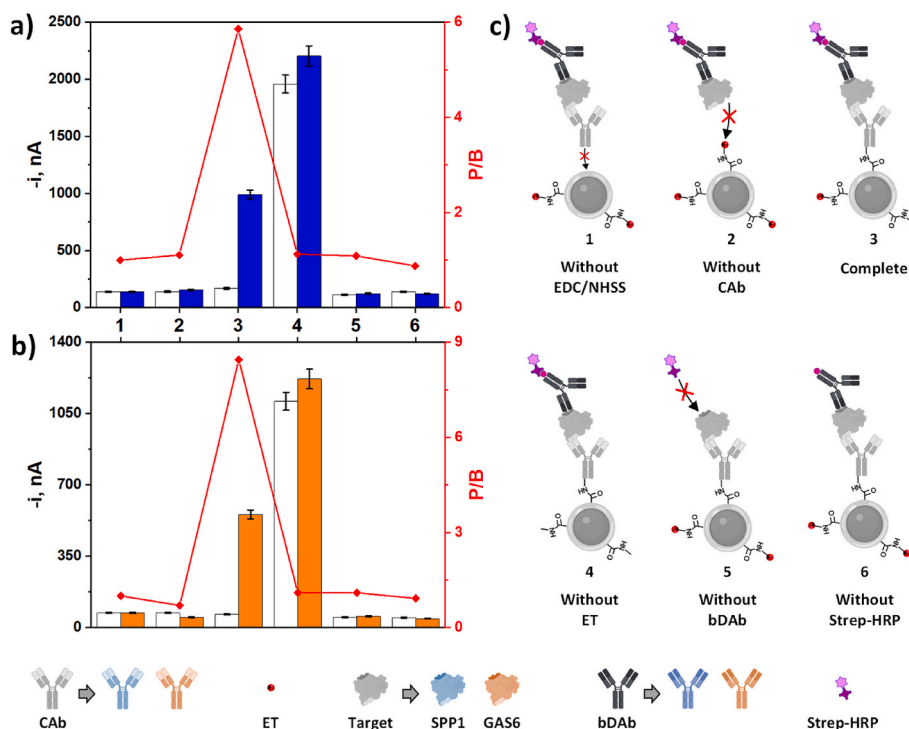 a)
2500
2000
1500
1000
500
0
-i, nA
1 2 3 4 5 6
6
4
2
0
P/B
b)
1400
1050
700
350
0
-i, nA
9
6
3
0
P/B
c)
HN O
1
Without
EDC/NHSS
2
Without
CAb
3
Complete
4
Without
ET
5
Without
bDAb
6
Without
Strep-HRP
CAb
ET
Target
SPP1
GAS6
bDAb
Strep-HRP